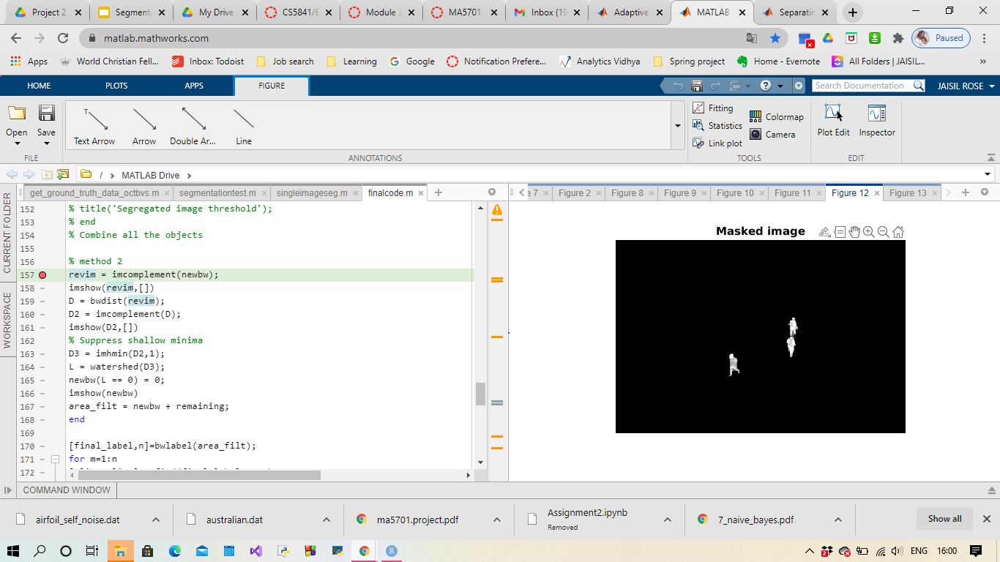 Project 2
Segment
My Drive
CS5841/E
Module 3
MA5701
Inbox (19
Adaptive
MATLAB
Separatin
matlab.mathworks.com
Paused
Apps
World Christian Fell...
Inbox: Todoist
Job search
Learning
Google
Notification Prefere...
Analytics Vidhya
Spring project
Home - Evernote
All Folders | JAISIL...
»
HOME
PLOTS
APPS
FIGURE
Search Documentation
JAISIL ROSE
Open
Save
Text Arrow
Arrow
Double Ar...
Line
Fitting
Statistics
Link plot
Colormap
Camera
Plot Edit
Inspector
FILE
ANNOTATIONS
TOOLS
EDIT
/ MATLAB Drive
CURRENT FOLDER
WORKSPACE
get_ground_truth_data_octbvs.m
segmentationtest.m
singleimageseg.m
finalcode.m
e 7
Figure 2
Figure 8
Figure 9
Figure 10
Figure 11
Figure 12
Figure 13
152 % title('Segregated image threshold');
153 % end
154 % Combine all the objects
155
156 % method 2
157 revim = imcomplement(newbw);
158 – imshow(revim,[])
159 – D = bwdist(revim);
160 – D2 = imcomplement(D);
161 – imshow(D2,[])
162 % Suppress shallow minima
163 – D3 = imhmin(D2,1);
164 – L = watershed(D3);
165 – newbw(L == 0) = 0;
166 – imshow(newbw)
167 – area_filt = newbw + remaining;
168 – end
169
170 – [final_label,n]=bwlabel(area_filt);
171 – for m=1:n
172 –
Masked image
COMMAND WINDOW
airfoil_self_noise.dat
australian.dat
ma5701.project.pdf
Assignment2.ipynb
Removed
7_naive_bayes.pdf
Show all
ENG
16:00